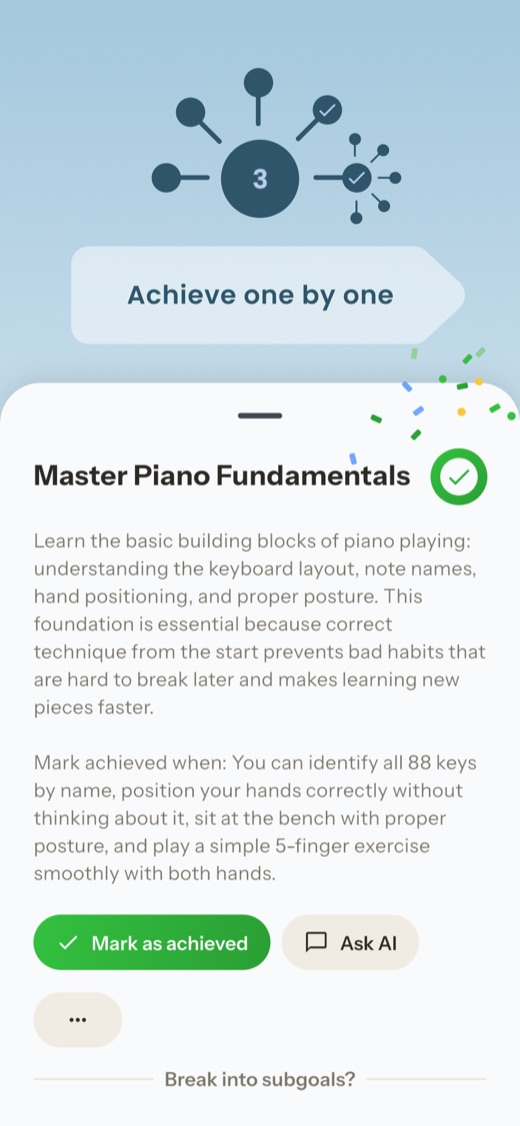 3
Achieve one by one
Master Piano Fundamentals
Learn the basic building blocks of piano playing:
understanding the keyboard layout, note names,
hand positioning, and proper posture. This
foundation is essential because correct
technique from the start prevents bad habits that
are hard to break later and makes learning new
pieces faster.
Mark achieved when: You can identify all 88 keys
by name, position your hands correctly without
thinking about it, sit at the bench with proper
posture, and play a simple 5-finger exercise
smoothly with both hands.
Mark as achieved
Ask AI
...
Break into subgoals?